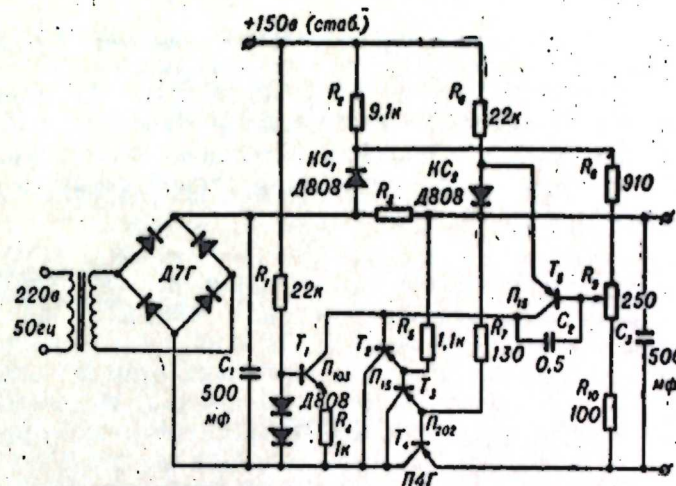 +150в (стаб.)
R₂
9,1к
R₆
22к
КС₁
Д808
КС₂
Д808
R₈
910
R₃
Д7Г
220в
50гц
R₁
22к
C₁
500
мф
T₁
П₁₀₃
Д808
R₄
1к
T₂
П₁₅
R₅
1,1к
T₃
П₂₀₂
T₄
П4Г
R₇
130
T₅
П₁₅
C₂
0,5
R₉
250
C₃
500
мф
R₁₀
100